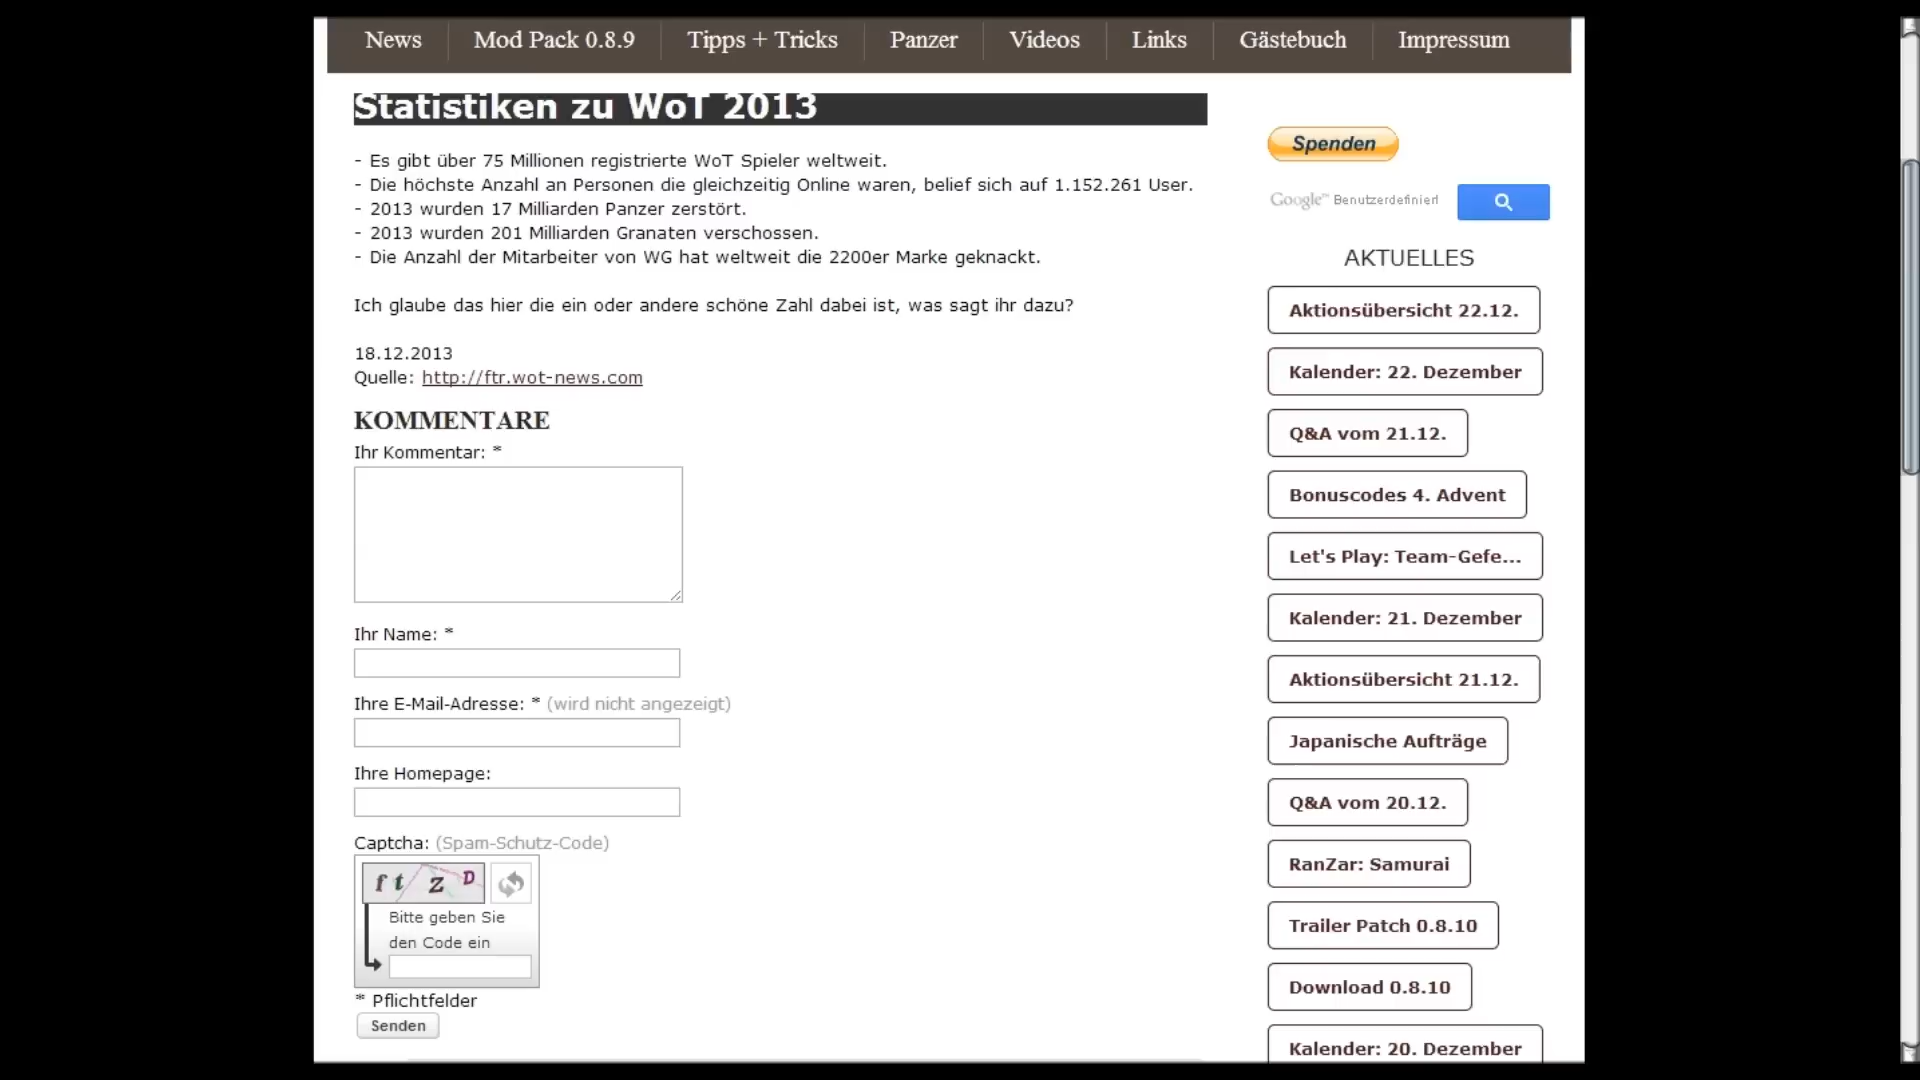 News Mod Pack 0.8.9 Tipps + Tricks Panzer Videos Links Gästebuch Impressum
Statistiken zu WoT 2013
- Es gibt über 75 Millionen registrierte WoT Spieler weltweit.
- Die höchste Anzahl an Personen die gleichzeitig Online waren, belief sich auf 1.152.261 User.
- 2013 wurden 17 Milliarden Panzer zerstört.
- 2013 wurden 201 Milliarden Granaten verschossen.
- Die Anzahl der Mitarbeiter von WG hat weltweit die 2200er Marke geknackt.
Ich glaube das hier die ein oder andere schöne Zahl dabei ist, was sagt ihr dazu?
18.12.2013
Quelle: http://ftr.wot-news.com
KOMMENTARE
Ihr Kommentar: *
Ihr Name: *
Ihre E-Mail-Adresse: * (wird nicht angezeigt)
Ihre Homepage:
Captcha: (Spam-Schutz-Code)
f t z D
Bitte geben Sie
den Code ein
* Pflichtfelder
Senden
Spenden
Google™ Benutzerdefiniert
AKTUELLES
Aktionsübersicht 22.12.
Kalender: 22. Dezember
Q&A vom 21.12.
Bonuscodes 4. Advent
Let's Play: Team-Gefe...
Kalender: 21. Dezember
Aktionsübersicht 21.12.
Japanische Aufträge
Q&A vom 20.12.
RanZar: Samurai
Trailer Patch 0.8.10
Download 0.8.10
Kalender: 20. Dezember